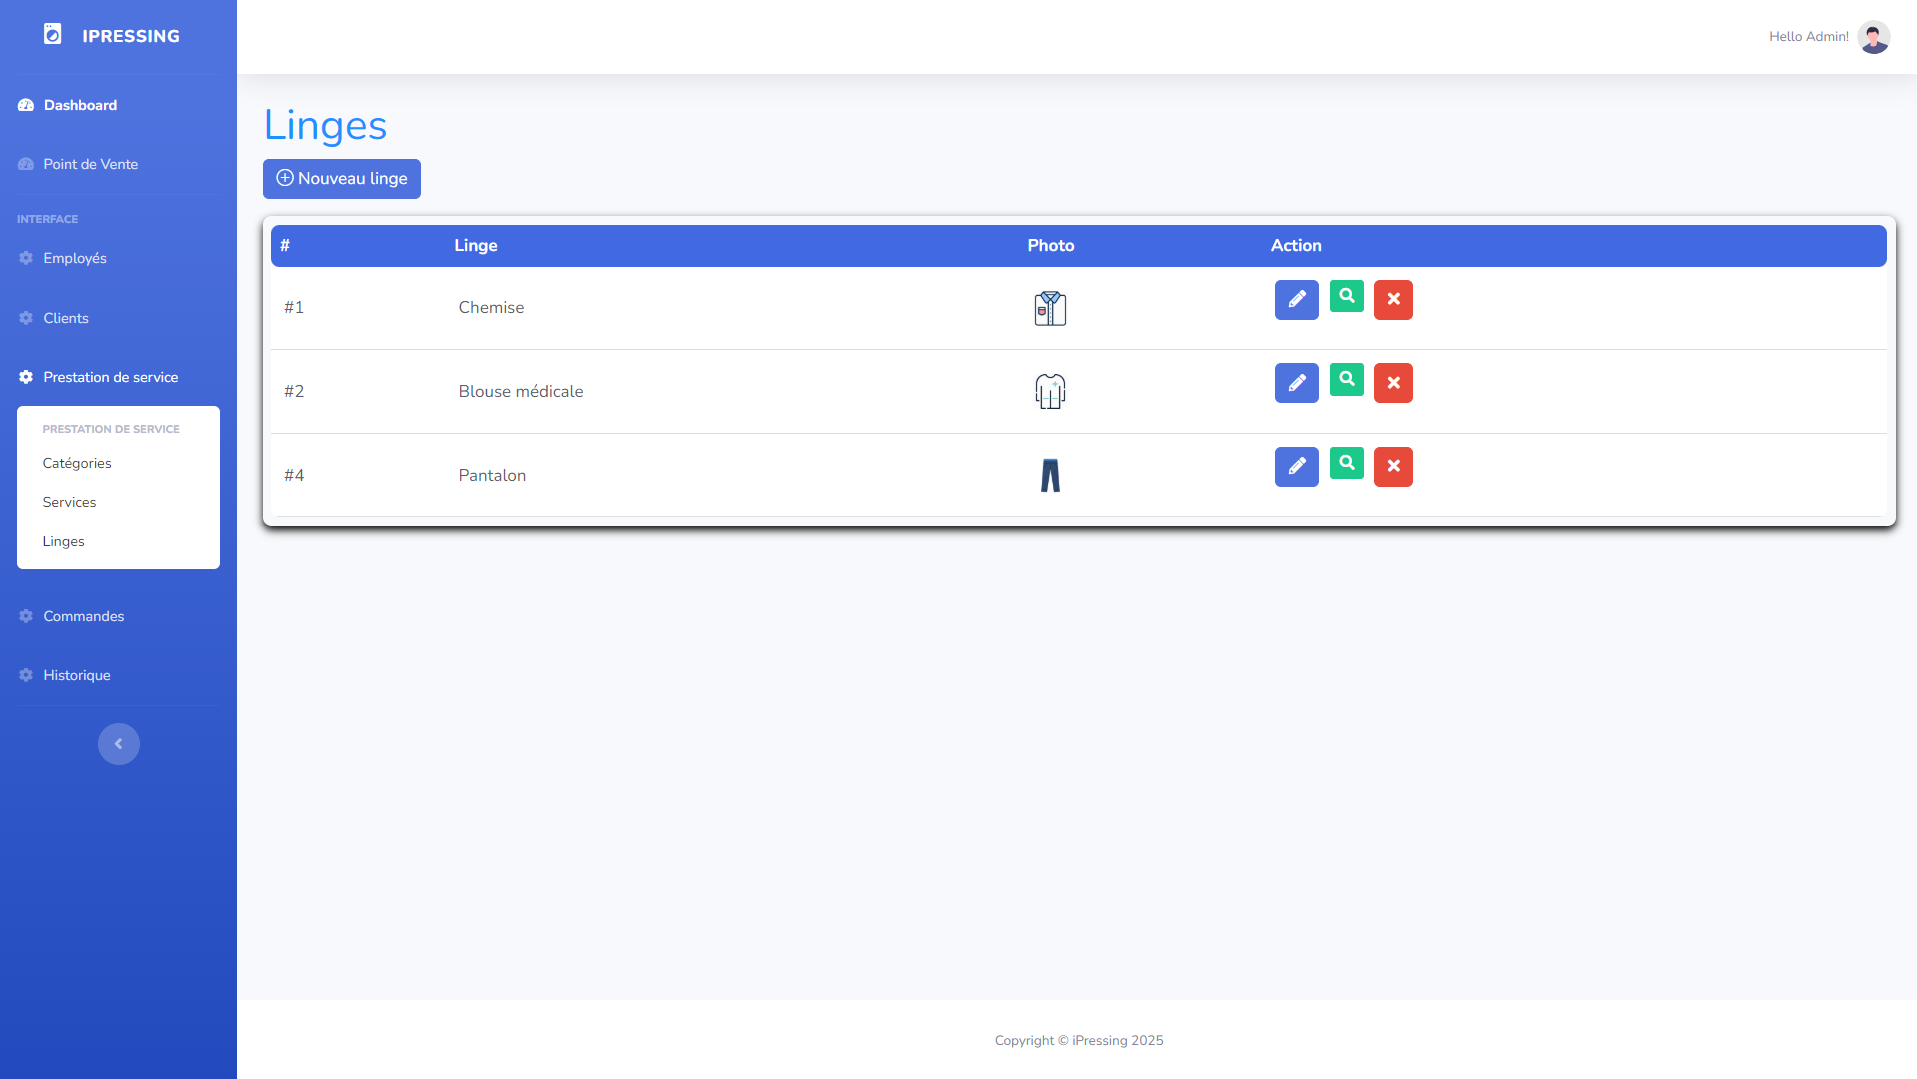 IPRESSING
Hello Admin!
Dashboard
Point de Vente
INTERFACE
Employés
Clients
Prestation de service
PRESTATION DE SERVICE
Catégories
Services
Linges
Commandes
Historique
Linges
Nouveau linge
# Linge Photo Action
#1 Chemise
#2 Blouse médicale
#4 Pantalon
Copyright © iPressing 2025